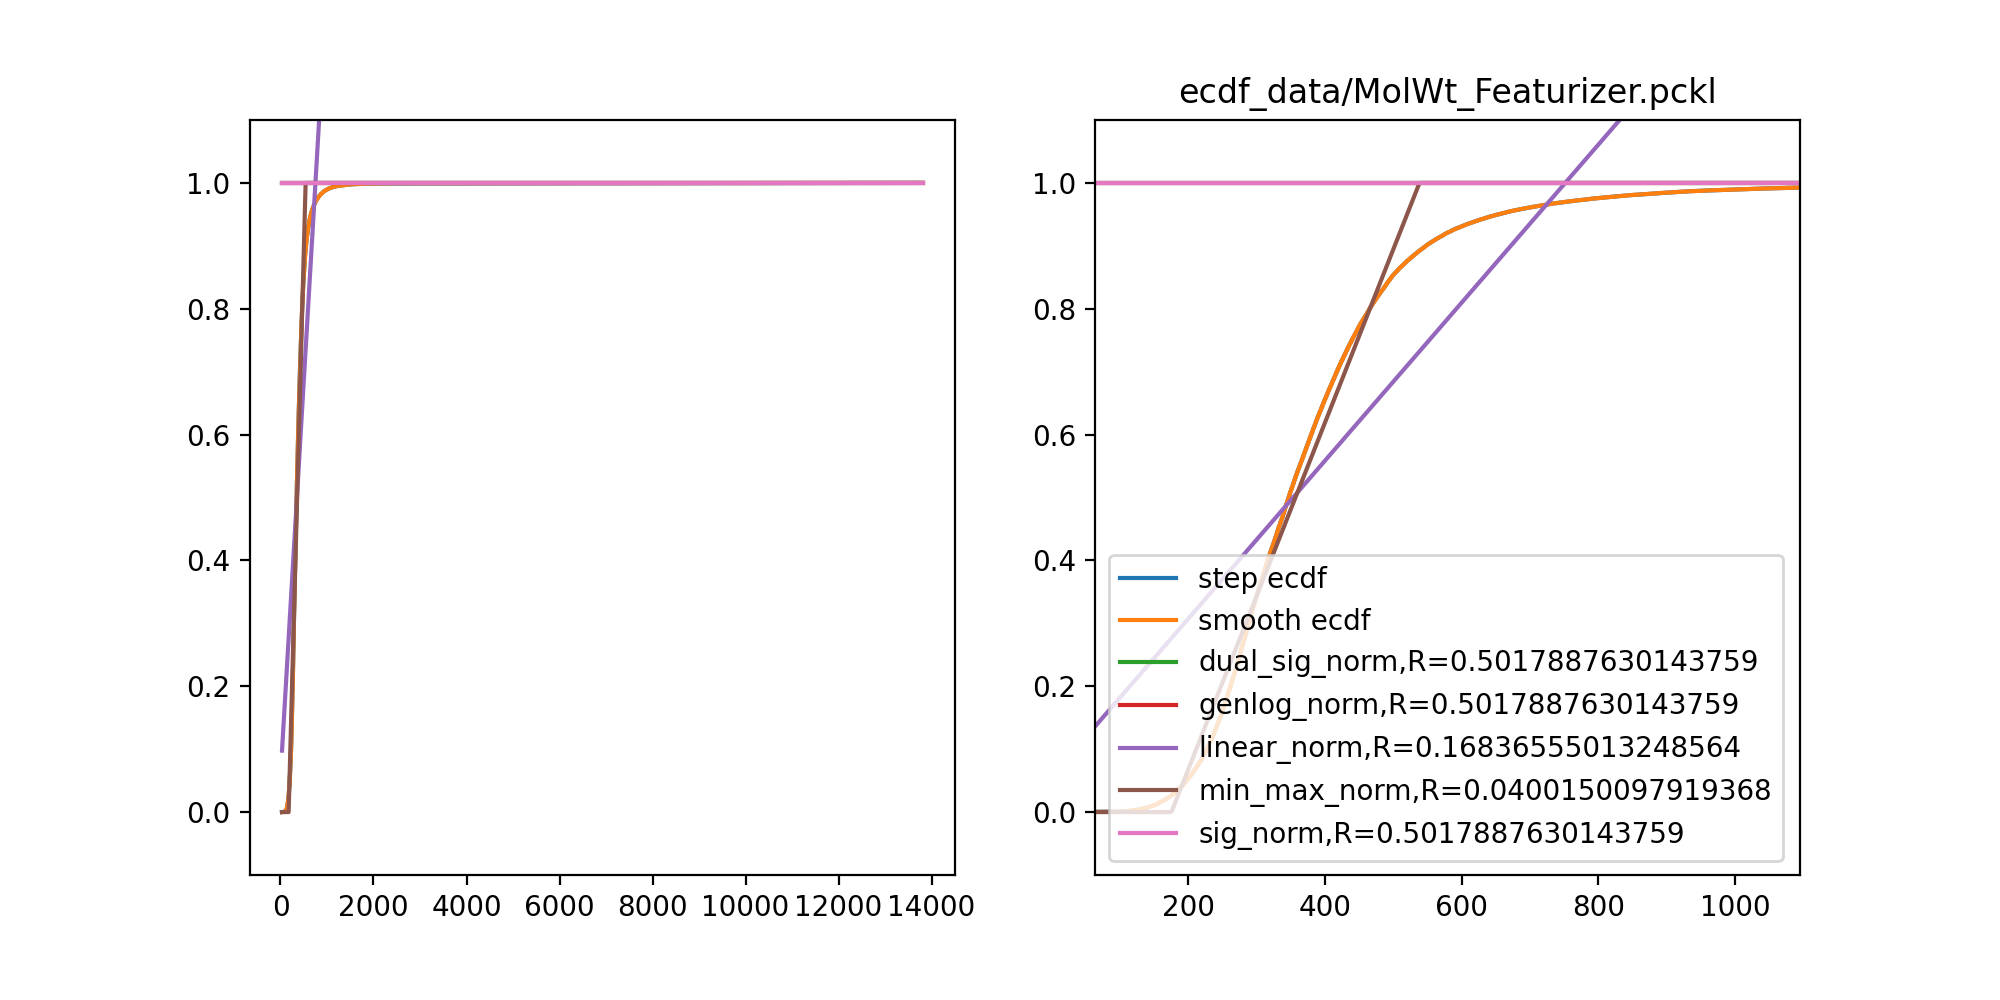 ecdf_data/MolWt_Featurizer.pckl
1.0
0.8
0.6
0.4
0.2
0.0
0 2000 4000 6000 8000 10000 12000 14000
1.0
0.8
0.6
0.4
0.2
0.0
step ecdf
smooth ecdf
dual_sig_norm,R=0.5017887630143759
genlog_norm,R=0.5017887630143759
linear_norm,R=0.16836555013248564
min_max_norm,R=0.0400150097919368
sig_norm,R=0.5017887630143759
200 400 600 800 1000